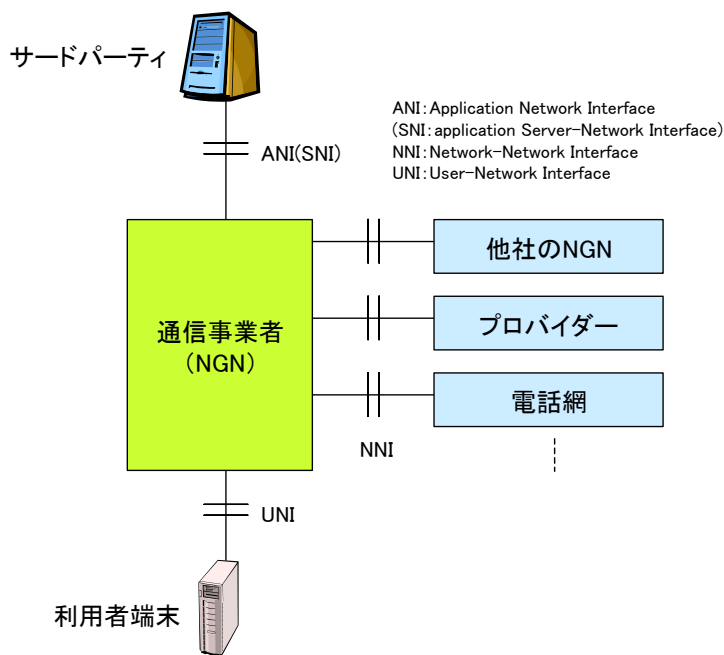 サードパーティ
ANI:Application Network Interface
(SNI:application Server-Network Interface)
NNI:Network-Network Interface
UNI:User-Network Interface
ANI(SNI)
他社のNGN
通信事業者
(NGN)
プロバイダー
電話網
NNI
UNI
利用者端末